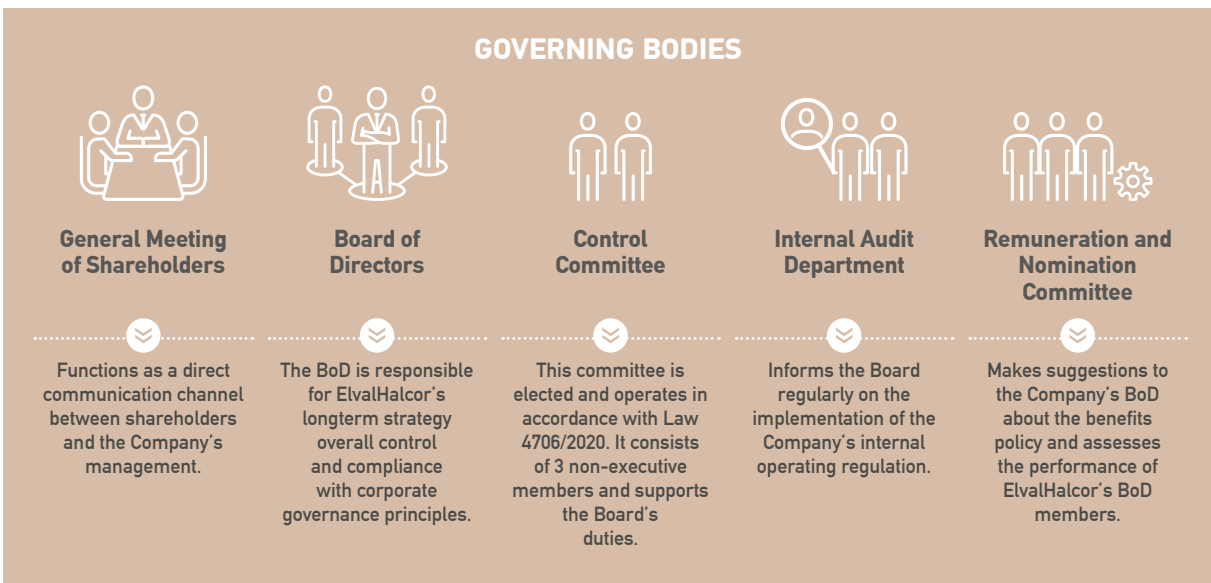 GOVERNING BODIES
General Meeting
of Shareholders
Functions as a direct
communication channel
between shareholders
and the Company’s
management.
Board of
Directors
The BoD is responsible
for ElvalHalcor’s
longterm strategy
overall control
and compliance
with corporate
governance principles.
Control
Committee
This committee is
elected and operates in
accordance with Law
4706/2020. It consists
of 3 non-executive
members and supports
the Board’s
duties.
Internal Audit
Department
Informs the Board
regularly on the
implementation of the
Company’s internal
operating regulation.
Remuneration and
Nomination
Committee
Makes suggestions to
the Company’s BoD
about the benefits
policy and assesses
the performance of
ElvalHalcor’s BoD
members.